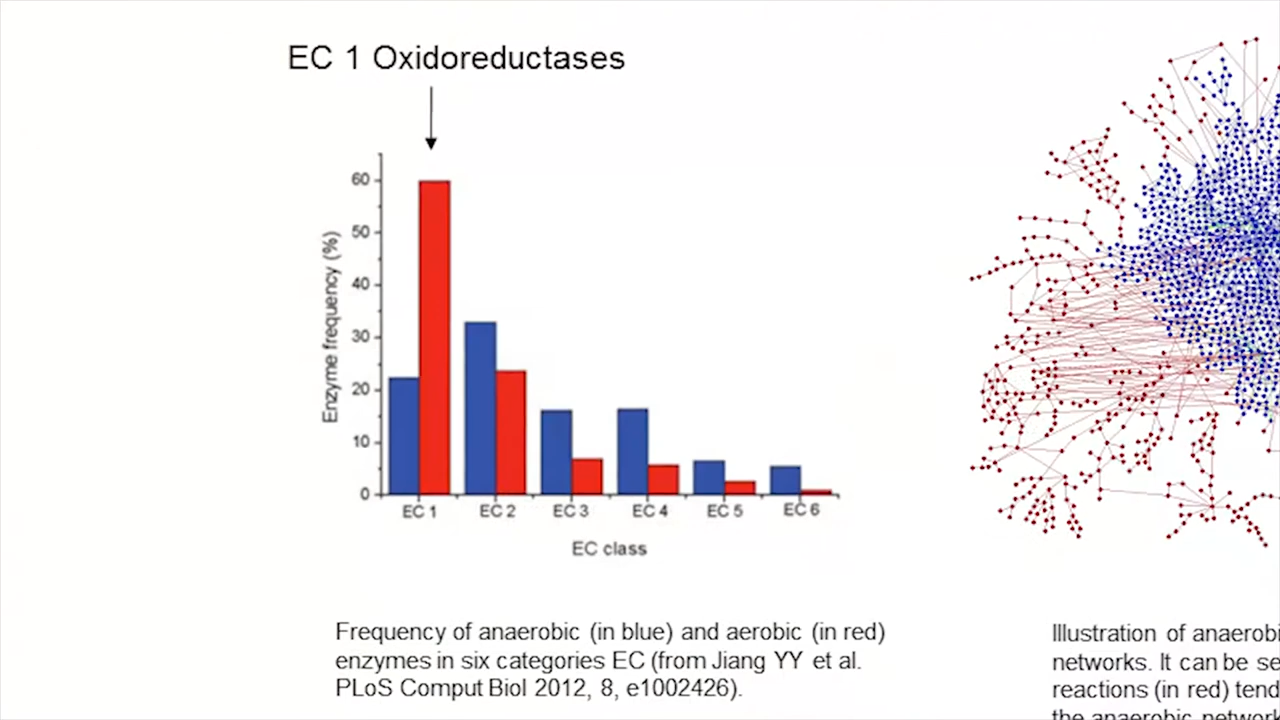 EC 1 Oxidoreductases
Enzyme frequency (%)
60
50
40
30
20
10
0
EC 1 EC 2 EC 3 EC 4 EC 5 EC 6
EC class
Frequency of anaerobic (in blue) and aerobic (in red)
enzymes in six categories EC (from Jiang YY et al.
PLoS Comput Biol 2012, 8, e1002426).
Illustration of anaerobi
networks. It can be se
reactions (in red) tend
the anaerobic network